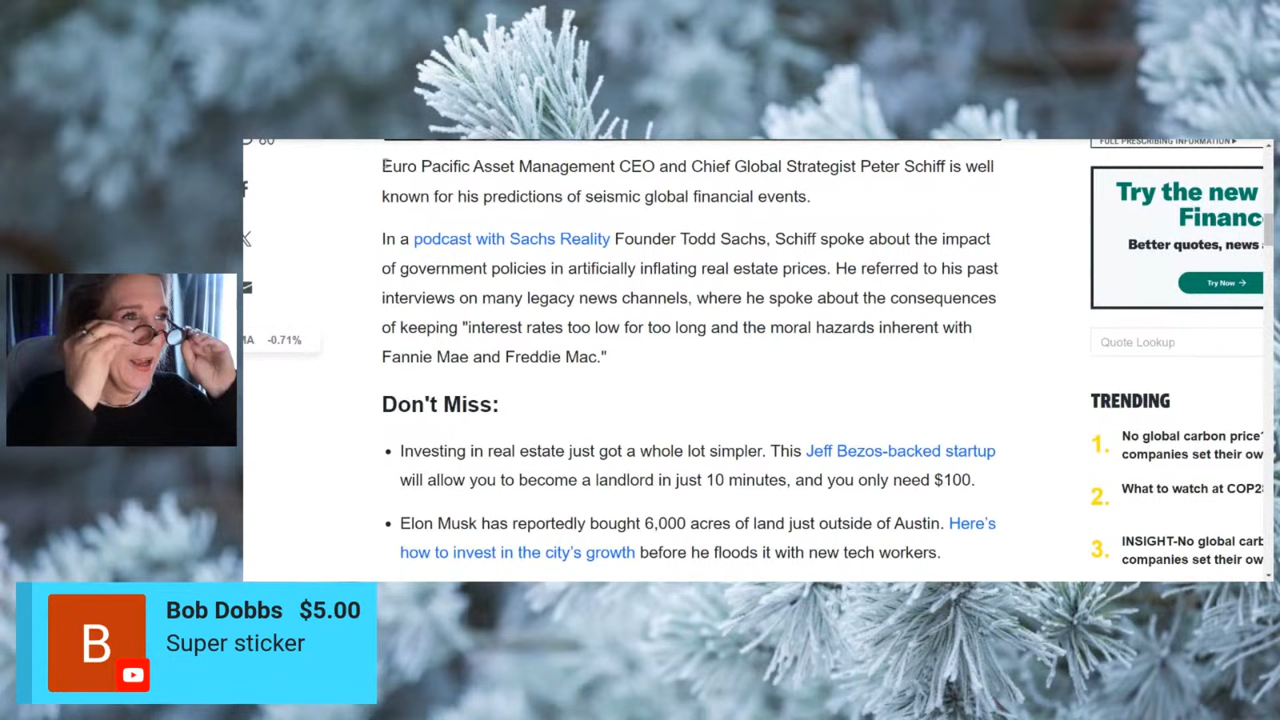 FULL PRESCRIBING INFORMATION
Euro Pacific Asset Management CEO and Chief Global Strategist Peter Schiff is well
known for his predictions of seismic global financial events.
In a podcast with Sachs Reality Founder Todd Sachs, Schiff spoke about the impact
of government policies in artificially inflating real estate prices. He referred to his past
interviews on many legacy news channels, where he spoke about the consequences
of keeping "interest rates too low for too long and the moral hazards inherent with
Fannie Mae and Freddie Mac."
Don't Miss:
• Investing in real estate just got a whole lot simpler. This Jeff Bezos-backed startup
will allow you to become a landlord in just 10 minutes, and you only need $100.
• Elon Musk has reportedly bought 6,000 acres of land just outside of Austin. Here's
how to invest in the city's growth before he floods it with new tech workers.
-0.71%
Try the new
Better quotes, news
Try Now →
Quote Lookup
TRENDING
1. No global carbon price?
companies set their ow
2. What to watch at COP28
3. INSIGHT-No global carb
companies set their ow
B
Bob Dobbs $5.00
Super sticker